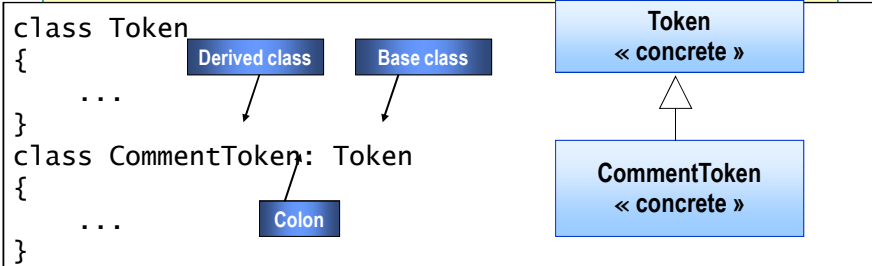 class Token
{
...
}
class CommentToken: Token
{
...
}
Derived class
Base class
Colon
Token
« concrete »
CommentToken
« concrete »